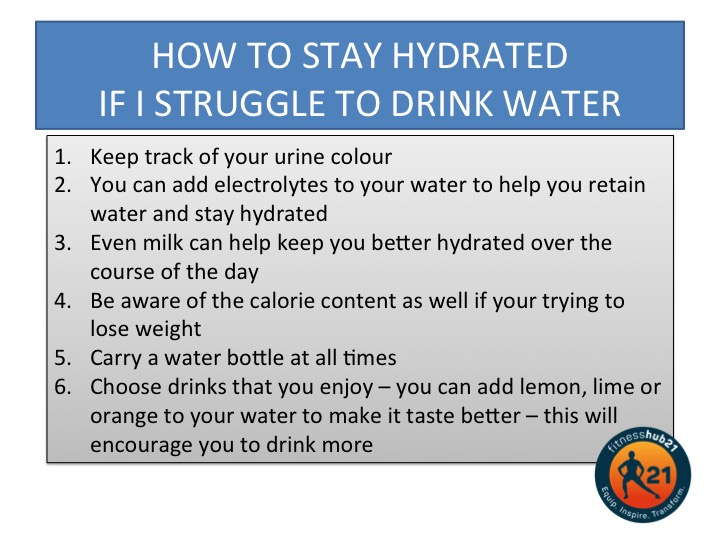 HOW TO STAY HYDRATED
IF I STRUGGLE TO DRINK WATER
1. Keep track of your urine colour
2. You can add electrolytes to your water to help you retain
water and stay hydrated
3. Even milk can help keep you better hydrated over the
course of the day
4. Be aware of the calorie content as well if your trying to
lose weight
5. Carry a water bottle at all times
6. Choose drinks that you enjoy – you can add lemon, lime or
orange to your water to make it taste better – this will
encourage you to drink more
fitnesshub21
21
Equip. Inspire. Transform.